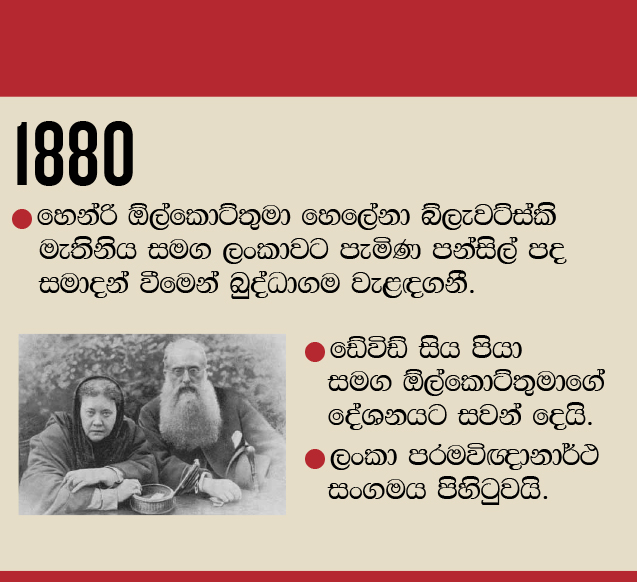 1880
හෙන්රි ඕල්කොට්තුමා හෙලේනා බ්ලැවට්ස්කි
මැතිනිය සමග ලංකාවට පැමිණ පන්සිල් පද
සමාදන් වීමෙන් බුද්ධාගම වැළඳගනී.
ඩේවිඩ් සිය පියා
සමග ඕල්කොට්තුමාගේ
දේශනයට සවන් දෙයි.
ලංකා පරමවිඥානාර්ථ
සංගමය පිහිටුවයි.